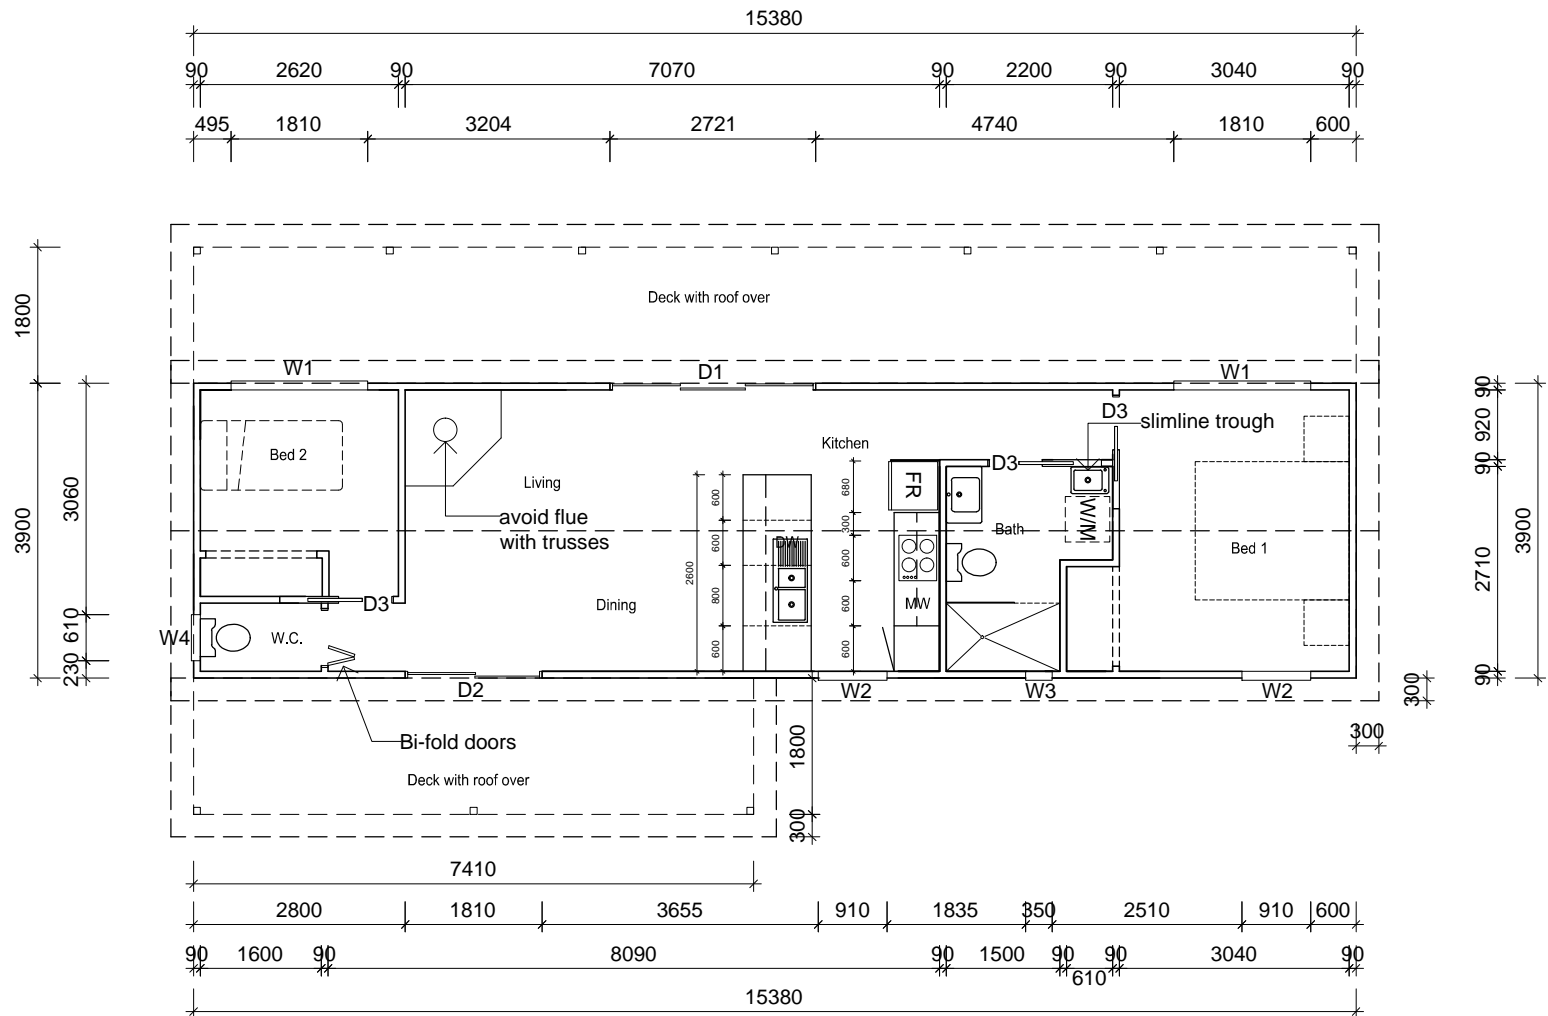 15380
90 2620 90 7070 90 2200 90 3040 90
495 1810 3204 2721 4740 1810 600
Deck with roof over
1800
W1 D1 W1
90
D3
slimline trough
920
Kitchen
Bed 2
D3
90
Living
FR
680
600
3060
avoid flue
with trusses
W/M
300
Bath
DW
3900
600
600
Bed 1
2710
3900
2600
800
MW
600
Dining
D3
610
W4
W.C.
600
600
230
90
D2 W2 W3 W2
300
300
Bi-fold doors
1800
Deck with roof over
300
7410
2800 1810 3655 910 1835 350 2510 910 600
90 1600 90 8090 90 1500 90 90 3040 90
610
15380